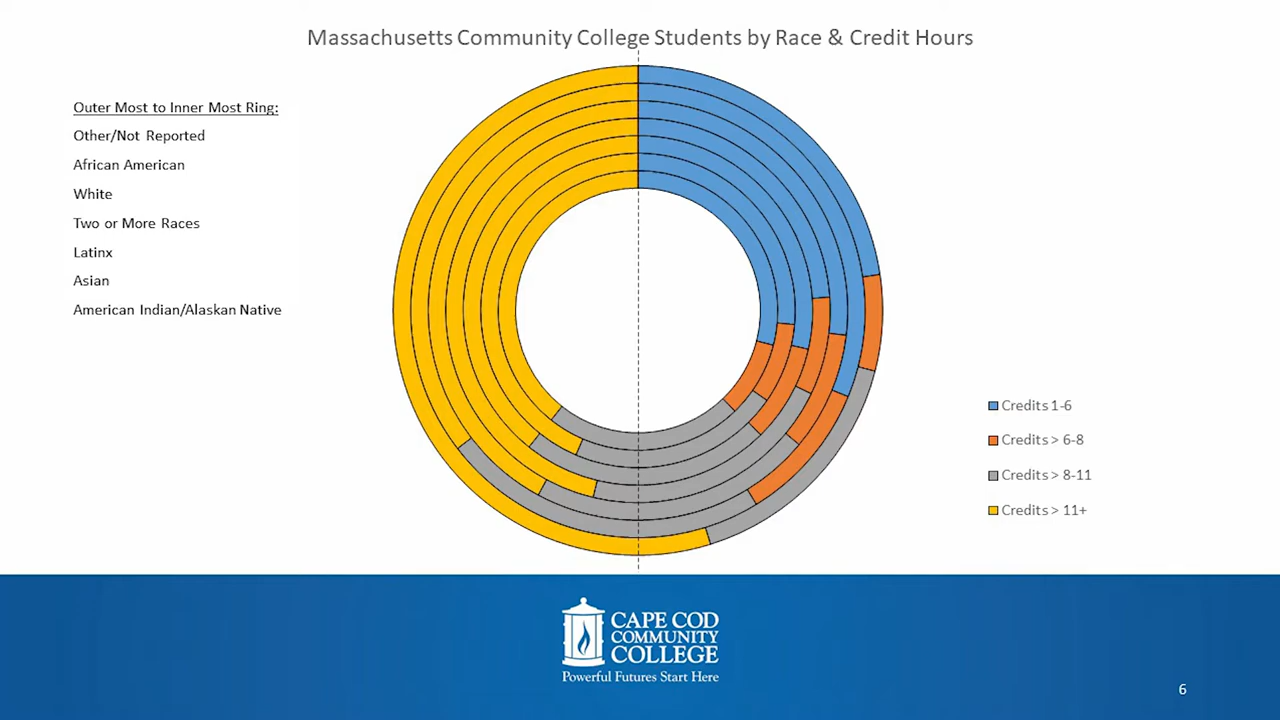 Massachusetts Community College Students by Race & Credit Hours
Outer Most to Inner Most Ring:
Other/Not Reported
African American
White
Two or More Races
Latinx
Asian
American Indian/Alaskan Native
Credits 1-6
Credits > 6-8
Credits > 8-11
Credits > 11+
CAPE COD
COMMUNITY
COLLEGE
Powerful Futures Start Here
6